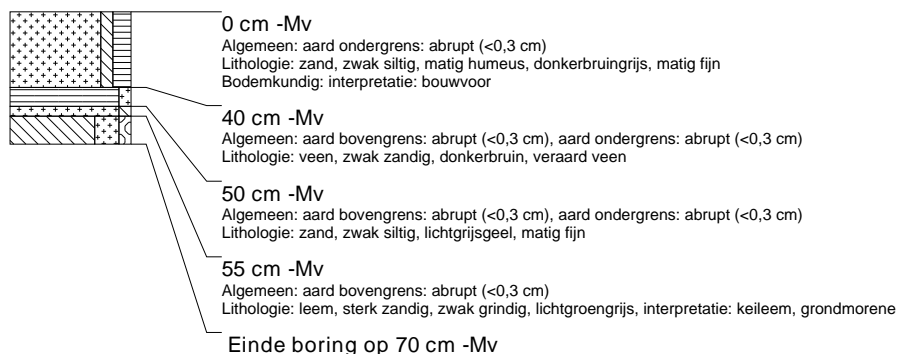 0 cm -Mv
Algemeen: aard ondergrens: abrupt (<0,3 cm)
Lithologie: zand, zwak siltig, matig humeus, donkerbruingrijs, matig fijn
Bodemkundig: interpretatie: bouwvoor
40 cm -Mv
Algemeen: aard bovengrens: abrupt (<0,3 cm), aard ondergrens: abrupt (<0,3 cm)
Lithologie: veen, zwak zandig, donkerbruin, veraard veen
50 cm -Mv
Algemeen: aard bovengrens: abrupt (<0,3 cm), aard ondergrens: abrupt (<0,3 cm)
Lithologie: zand, zwak siltig, lichtgrijsgeel, matig fijn
55 cm -Mv
Algemeen: aard bovengrens: abrupt (<0,3 cm)
Lithologie: leem, sterk zandig, zwak grindig, lichtgroengrijs, interpretatie: keileem, grondmorene
Einde boring op 70 cm -Mv